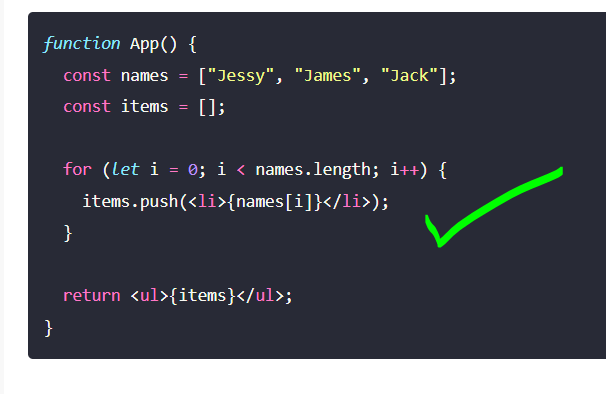 function App() {
  const names = ["Jessy", "James", "Jack"];
  const items = [];
  for (let i = 0; i < names.length; i++) {
    items.push(<li>{names[i]}</li>);
  }
  return <ul>{items}</ul>;
}